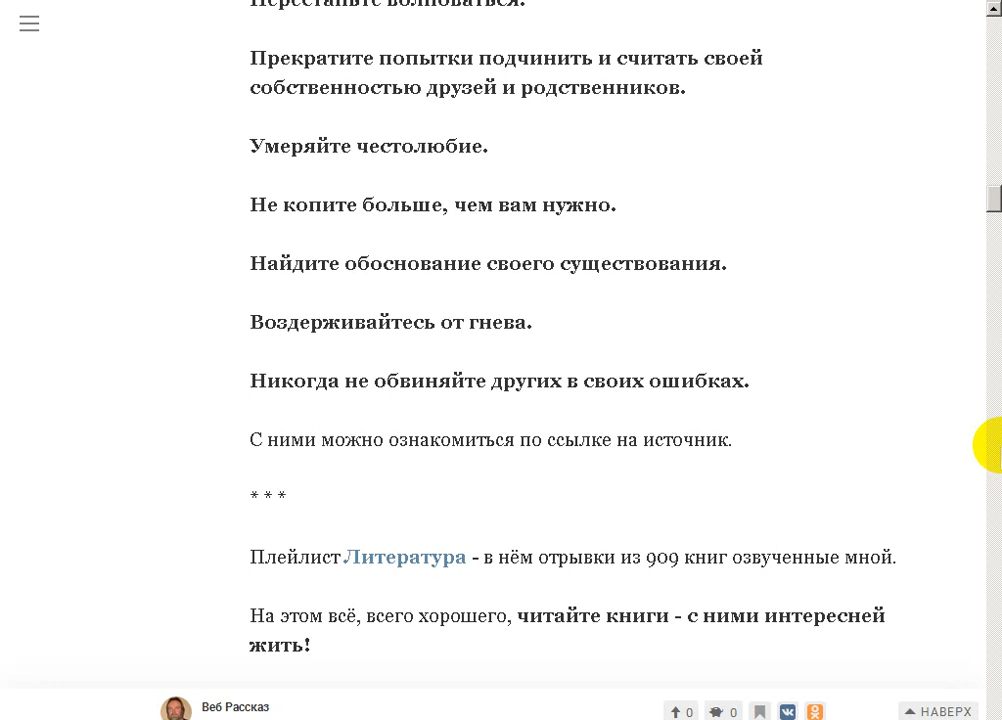 Перестаньте волноваться.
Прекратите попытки подчинить и считать своей
собственностью друзей и родственников.
Умеряйте честолюбие.
Не копите больше, чем вам нужно.
Найдите обоснование своего существования.
Воздерживайтесь от гнева.
Никогда не обвиняйте других в своих ошибках.
С ними можно ознакомиться по ссылке на источник.
* * *
Плейлист Литература - в нём отрывки из 909 книг озвученные мной.
На этом всё, всего хорошего, читайте книги - с ними интересней
жить!
Веб Рассказ
0 0 НАВЕРХ